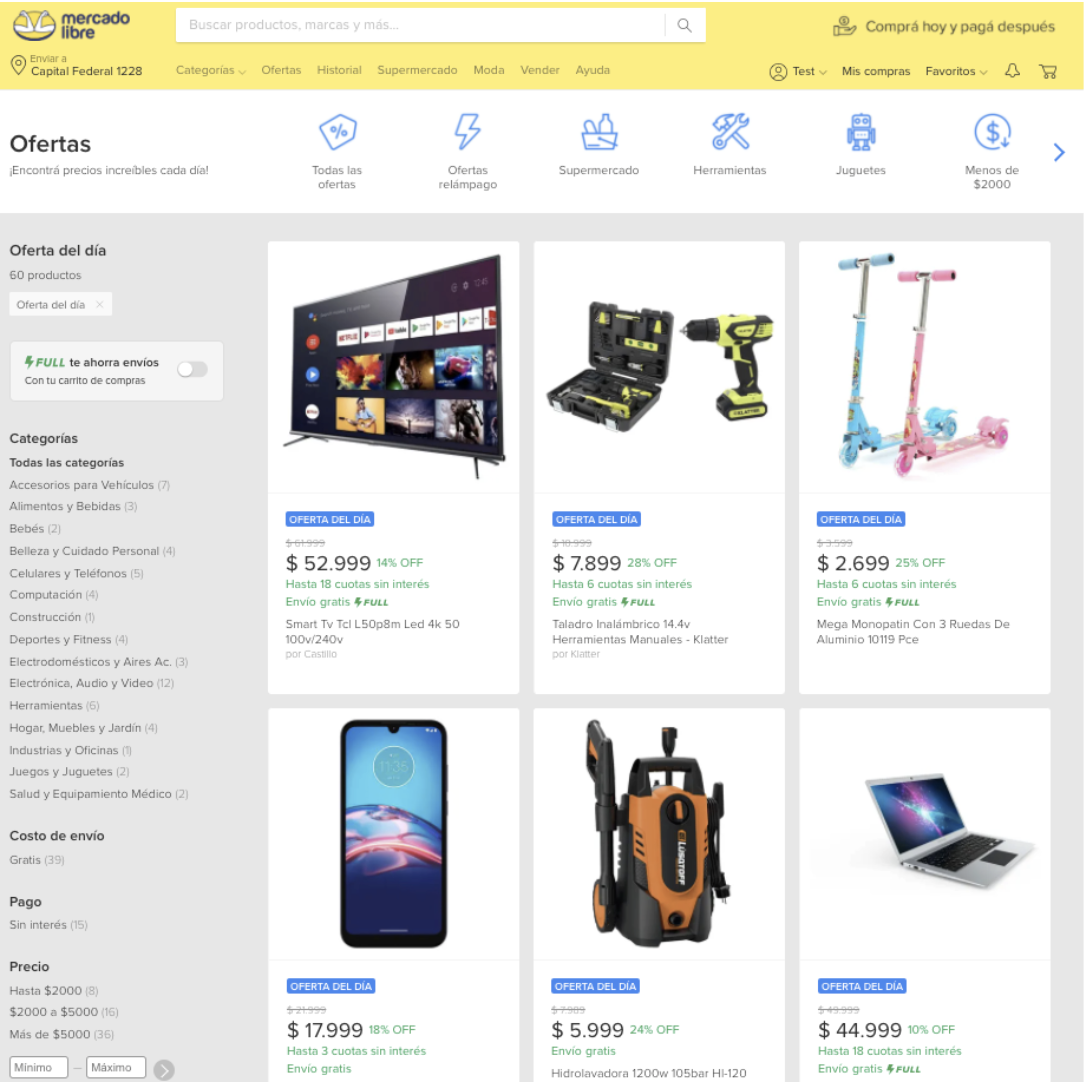 mercado
libre
Buscar productos, marcas y más...
Comprá hoy y pagá después
Enviar a
Capital Federal 1228
Categorías
Ofertas
Historial
Supermercado
Moda
Vender
Ayuda
Test
Mis compras
Favoritos
Ofertas
¡Encontrá precios increíbles cada día!
Todas las
ofertas
Ofertas
relámpago
Supermercado
Herramientas
Juguetes
Menos de
$2000
Oferta del día
60 productos
Oferta del día ×
FULL te ahorra envíos
Con tu carrito de compras
Categorías
Todas las categorías
Accesorios para Vehículos (7)
Alimentos y Bebidas (3)
Bebés (2)
Belleza y Cuidado Personal (4)
Celulares y Teléfonos (5)
Computación (4)
Construcción (1)
Deportes y Fitness (4)
Electrodomésticos y Aires Ac. (3)
Electrónica, Audio y Video (12)
Herramientas (6)
Hogar, Muebles y Jardín (4)
Industrias y Oficinas (1)
Juegos y Juguetes (2)
Salud y Equipamiento Médico (2)
Costo de envío
Gratis (39)
Pago
Sin interés (15)
Precio
Hasta $2000 (8)
$2000 a $5000 (16)
Más de $5000 (36)
Mínimo — Máximo
OFERTA DEL DÍA
$ 61.999
$ 52.999 14% OFF
Hasta 18 cuotas sin interés
Envío gratis FULL
Smart Tv Tcl L50p8m Led 4k 50
100v/240v
por Castillo
OFERTA DEL DÍA
$ 10.999
$ 7.899 28% OFF
Hasta 6 cuotas sin interés
Envío gratis FULL
Taladro Inalámbrico 14.4v
Herramientas Manuales - Klatter
por Klatter
OFERTA DEL DÍA
$ 3.599
$ 2.699 25% OFF
Hasta 6 cuotas sin interés
Envío gratis FULL
Mega Monopatin Con 3 Ruedas De
Aluminio 10119 Pce
11:35
OFERTA DEL DÍA
$ 21.999
$ 17.999 18% OFF
Hasta 3 cuotas sin interés
Envío gratis
LUSQTOFF
OFERTA DEL DÍA
$ 7.989
$ 5.999 24% OFF
Envío gratis
Hidrolavadora 1200w 105bar Hl-120
OFERTA DEL DÍA
$ 49.999
$ 44.999 10% OFF
Hasta 18 cuotas sin interés
Envío gratis FULL